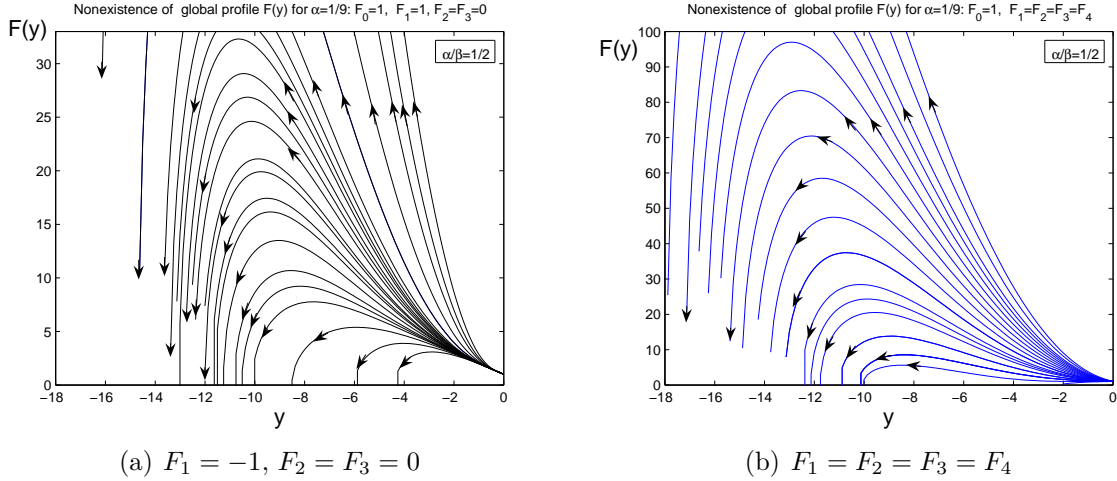 Nonexistence of global profile F(y) for α=1/9: F₀=1, F₁=1, F₂=F₃=0
F(y)
α/β=1/2
30
25
20
15
10
5
0
−18 −16 −14 −12 −10 −8 −6 −4 −2 0
y
(a) F₁ = −1, F₂ = F₃ = 0
Nonexistence of global profile F(y) for α=1/9: F₀=1, F₁=F₂=F₃=F₄
F(y)
α/β=1/2
100
90
80
70
60
50
40
30
20
10
0
−18 −16 −14 −12 −10 −8 −6 −4 −2 0
y
(b) F₁ = F₂ = F₃ = F₄